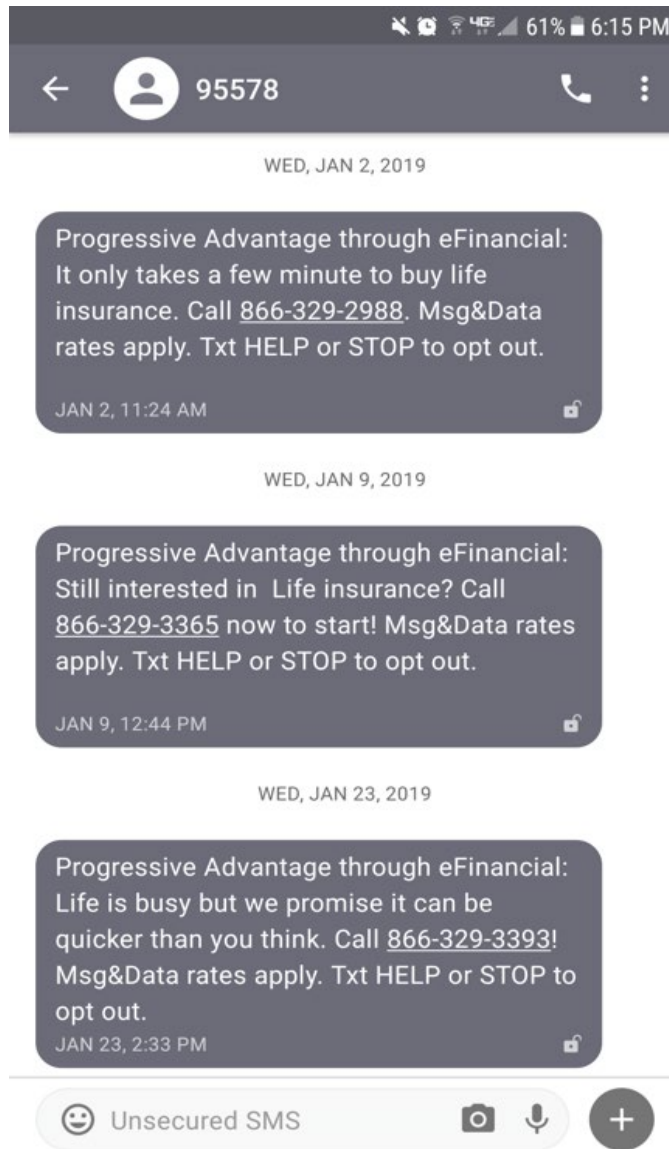 4GE 61% 6:15 PM
95578
WED, JAN 2, 2019
Progressive Advantage through eFinancial:
It only takes a few minute to buy life
insurance. Call 866-329-2988. Msg&Data
rates apply. Txt HELP or STOP to opt out.
JAN 2, 11:24 AM
WED, JAN 9, 2019
Progressive Advantage through eFinancial:
Still interested in  Life insurance? Call
866-329-3365 now to start! Msg&Data rates
apply. Txt HELP or STOP to opt out.
JAN 9, 12:44 PM
WED, JAN 23, 2019
Progressive Advantage through eFinancial:
Life is busy but we promise it can be
quicker than you think. Call 866-329-3393!
Msg&Data rates apply. Txt HELP or STOP to
opt out.
JAN 23, 2:33 PM
Unsecured SMS